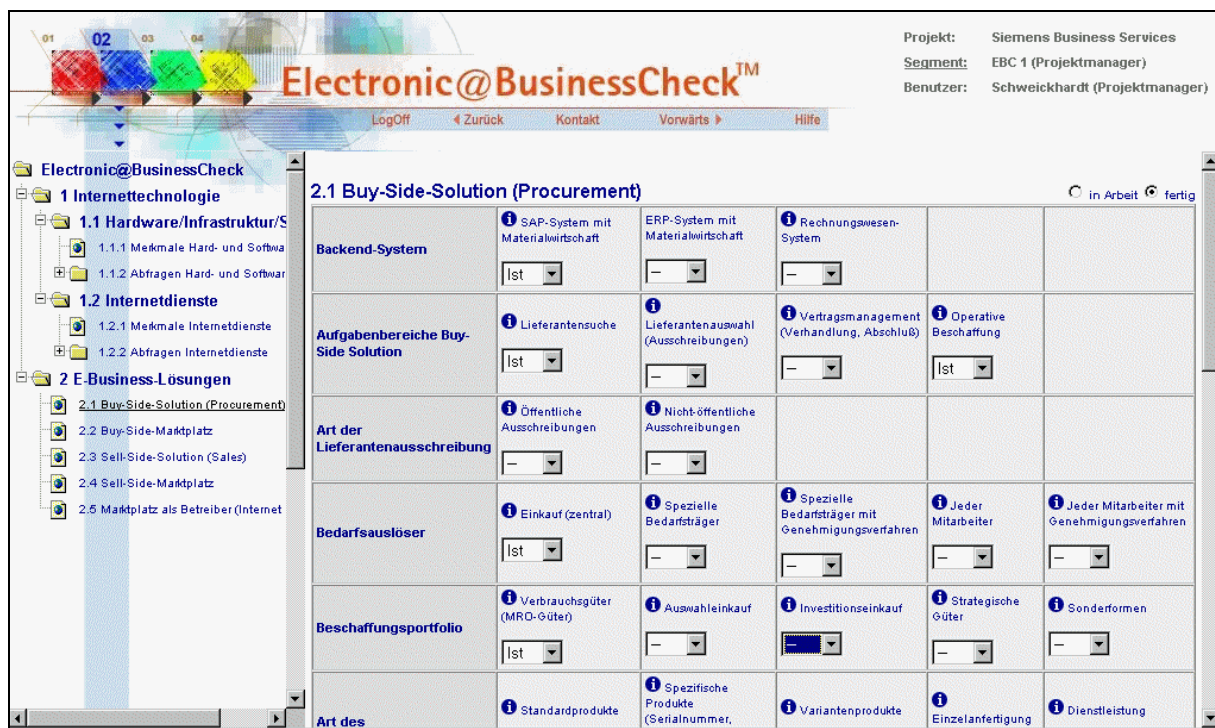 01 02 03 04
Electronic@BusinessCheck™
Projekt: Siemens Business Services
Segment: EBC 1 (Projektmanager)
Benutzer: Schweickhardt (Projektmanager)
LogOff Zurück Kontakt Vorwärts Hilfe
Electronic@BusinessCheck
1 Internettechnologie
1.1 Hardware/Infrastruktur/S
1.1.1 Merkmale Hard- und Softwa
1.1.2 Abfragen Hard- und Softwar
1.2 Internetdienste
1.2.1 Merkmale Internetdienste
1.2.2 Abfragen Internetdienste
2 E-Business-Lösungen
2.1 Buy-Side-Solution (Procurement)
2.2 Buy-Side-Marktplatz
2.3 Sell-Side-Solution (Sales)
2.4 Sell-Side-Marktplatz
2.5 Marktplatz als Betreiber (Internet
2.1 Buy-Side-Solution (Procurement)
in Arbeit fertig
Backend-System
SAP-System mit
Materialwirtschaft
Ist
ERP-System mit
Materialwirtschaft
–
Rechnungswesen-
System
–
Aufgabenbereiche Buy-
Side Solution
Lieferantensuche
Ist
Lieferantenauswahl
(Ausschreibungen)
–
Vertragsmanagement
(Verhandlung, Abschluß)
–
Operative
Beschaffung
Ist
Art der
Lieferantenausschreibung
Öffentliche
Ausschreibungen
–
Nicht-öffentliche
Ausschreibungen
–
Bedarfsauslöser
Einkauf (zentral)
Ist
Spezielle
Bedarfsträger
–
Spezielle
Bedarfsträger mit
Genehmigungsverfahren
–
Jeder
Mitarbeiter
–
Jeder Mitarbeiter mit
Genehmigungsverfahren
–
Beschaffungsportfolio
Verbrauchsgüter
(MRO-Güter)
Ist
Auswahleinkauf
–
Investitionseinkauf
–
Strategische
Güter
–
Sonderformen
–
Art des
Standardprodukte
Spezifische
Produkte
(Serialnummer,
Variantenprodukte
Einzelanfertigung
Dienstleistung